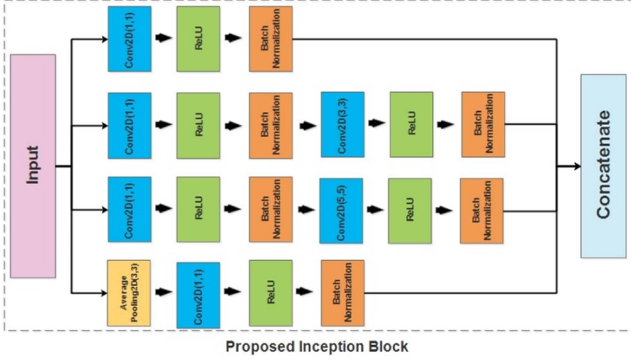 Input
Conv2D(1,1)
ReLU
Batch
Normalization
Conv2D(1,1)
ReLU
Batch
Normalization
Conv2D(3,3)
ReLU
Batch
Normalization
Conv2D(1,1)
ReLU
Batch
Normalization
Conv2D(5,5)
ReLU
Batch
Normalization
Average
Pooling2D(3,3)
Conv2D(1,1)
ReLU
Batch
Normalization
Concatenate
Proposed Inception Block